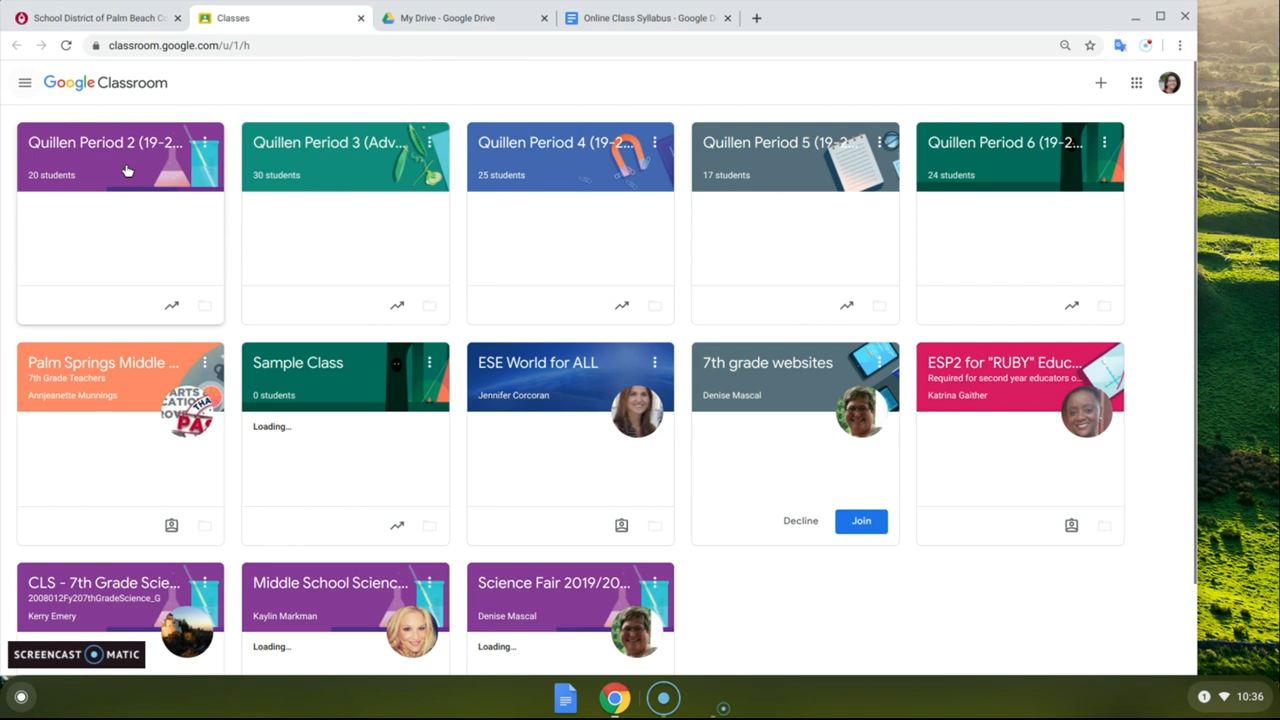 School District of Palm Beach Co
Classes
My Drive - Google Drive
Online Class Syllabus - Google D
classroom.google.com/u/1/h
Google Classroom
Quillen Period 2 (19-2...
20 students
Quillen Period 3 (Adv...
30 students
Quillen Period 4 (19-2...
25 students
Quillen Period 5 (19-2...
17 students
Quillen Period 6 (19-2...
24 students
Palm Springs Middle ...
7th Grade Teachers
Annjeanette Munnings
Sample Class
0 students
Loading...
ESE World for ALL
Jennifer Corcoran
7th grade websites
Denise Mascal
Decline
Join
ESP2 for "RUBY" Educ...
Required for second year educators o...
Katrina Gaither
CLS - 7th Grade Scie...
2008012Fy207thGradeScience_G
Kerry Emery
Middle School Scienc...
Kaylin Markman
Loading...
Science Fair 2019/20...
Denise Mascal
Loading...
SCREENCAST MATIC
1
10:36